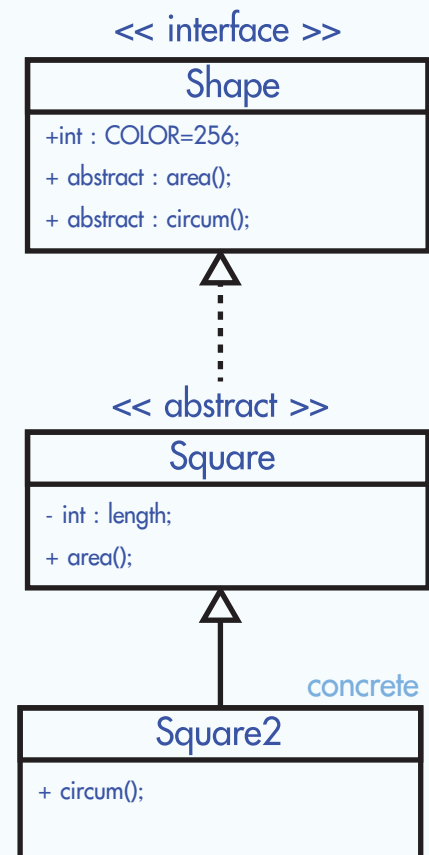 << interface >>
Shape
+int : COLOR=256;
+ abstract : area();
+ abstract : circum();
<< abstract >>
Square
- int : length;
+ area();
concrete
Square2
+ circum();